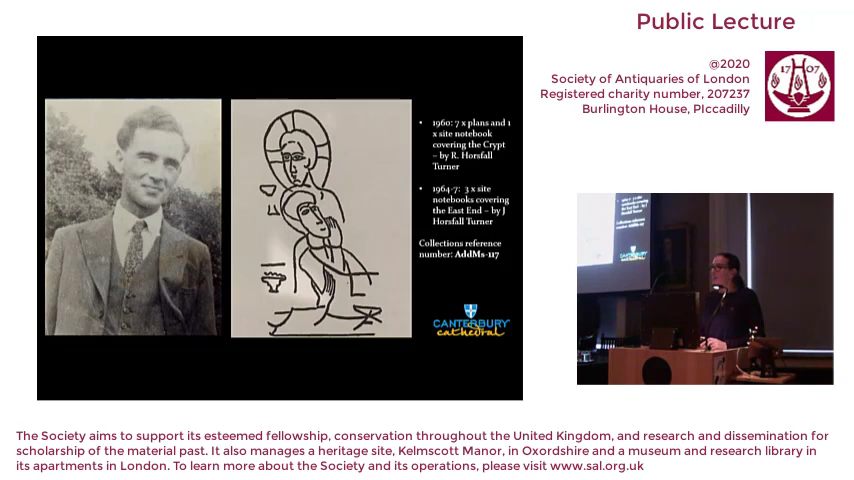 Public Lecture
@2020
Society of Antiquaries of London
Registered charity number, 207237
Burlington House, PIccadilly
17 07
• 1960: 7 x plans and 1
x site notebook
covering the Crypt
– by R. Horsfall
Turner
• 1964-7: 3 x site
notebooks covering
the East End – by J
Horsfall Turner
Collections reference
number: AddMs-117
CANTERBURY
cathedral
The Society aims to support its esteemed fellowship, conservation throughout the United Kingdom, and research and dissemination for
scholarship of the material past. It also manages a heritage site, Kelmscott Manor, in Oxordshire and a museum and research library in
its apartments in London. To learn more about the Society and its operations, please visit www.sal.org.uk